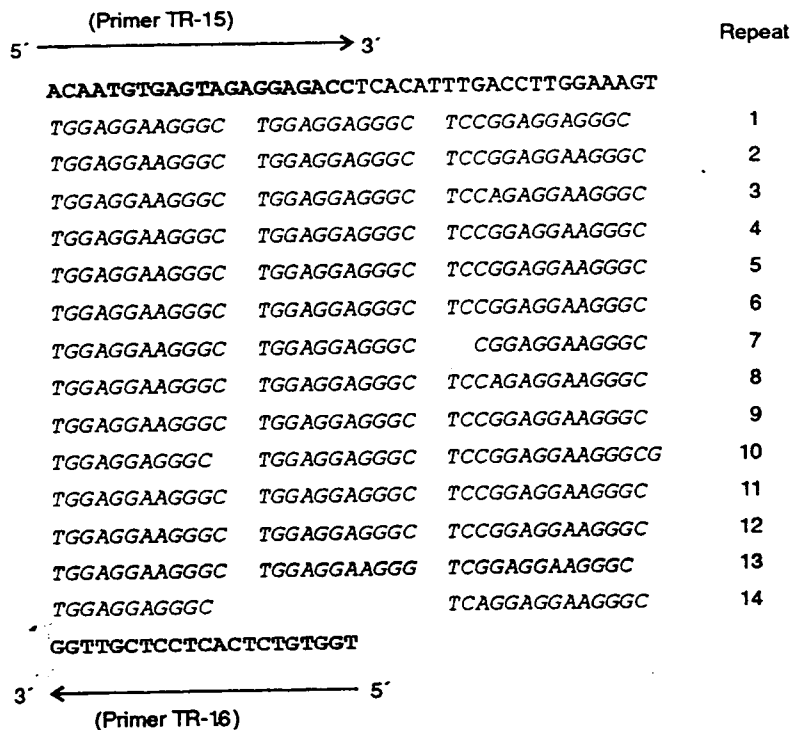 (Primer TR-15)
Repeat
5´ 3´
ACAATGTGAGTAGAGGAGACCTCACATTTGACCTTGGAAAGT
TGGAGGAAGGGC TGGAGGAGGGC TCCGGAGGAGGGC 1
TGGAGGAAGGGC TGGAGGAGGGC TCCGGAGGAAGGGC 2
TGGAGGAAGGGC TGGAGGAGGGC TCCAGAGGAAGGGC 3
TGGAGGAAGGGC TGGAGGAGGGC TCCGGAGGAAGGGC 4
TGGAGGAAGGGC TGGAGGAGGGC TCCGGAGGAAGGGC 5
TGGAGGAAGGGC TGGAGGAGGGC TCCGGAGGAAGGGC 6
TGGAGGAAGGGC TGGAGGAGGGC CGGAGGAAGGGC 7
TGGAGGAAGGGC TGGAGGAGGGC TCCAGAGGAAGGGC 8
TGGAGGAAGGGC TGGAGGAGGGC TCCGGAGGAAGGGC 9
TGGAGGAGGGC TGGAGGAGGGC TCCGGAGGAAGGGCG 10
TGGAGGAAGGGC TGGAGGAGGGC TCCGGAGGAAGGGC 11
TGGAGGAAGGGC TGGAGGAGGGC TCCGGAGGAAGGGC 12
TGGAGGAAGGGC TGGAGGAAGGG TCGGAGGAAGGGC 13
TGGAGGAGGGC TCAGGAGGAAGGGC 14
GGTTGCTCCTCACTCTGTGGT
3´ 5´
(Primer TR-16)